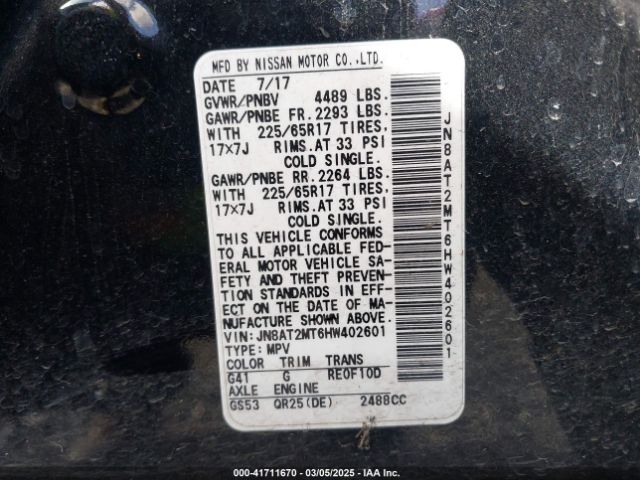 MFD BY NISSAN MOTOR CO.,LTD.
DATE 7/17
GVWR/PNBV 4489 LBS.
GAWR/PNBE FR. 2293 LBS.
WITH 225/65R17 TIRES,
17×7J RIMS.AT 33 PSI
COLD SINGLE.
GAWR/PNBE RR. 2264 LBS.
WITH 225/65R17 TIRES,
17×7J RIMS.AT 33 PSI
COLD SINGLE.
THIS VEHICLE CONFORMS
TO ALL APPLICABLE FED-
ERAL MOTOR VEHICLE SA-
FETY AND THEFT PREVEN-
TION STANDARDS IN EFF-
ECT ON THE DATE OF MA-
NUFACTURE SHOWN ABOVE.
VIN: JN8AT2MT6HW402601
TYPE: MPV
COLOR TRIM TRANS
G41 G RE0F10D
AXLE ENGINE
GS53 QR25(DE) 2488CC
JN8AT2MT6HW402601
000-41711670 - 03/05/2025 - IAA Inc.